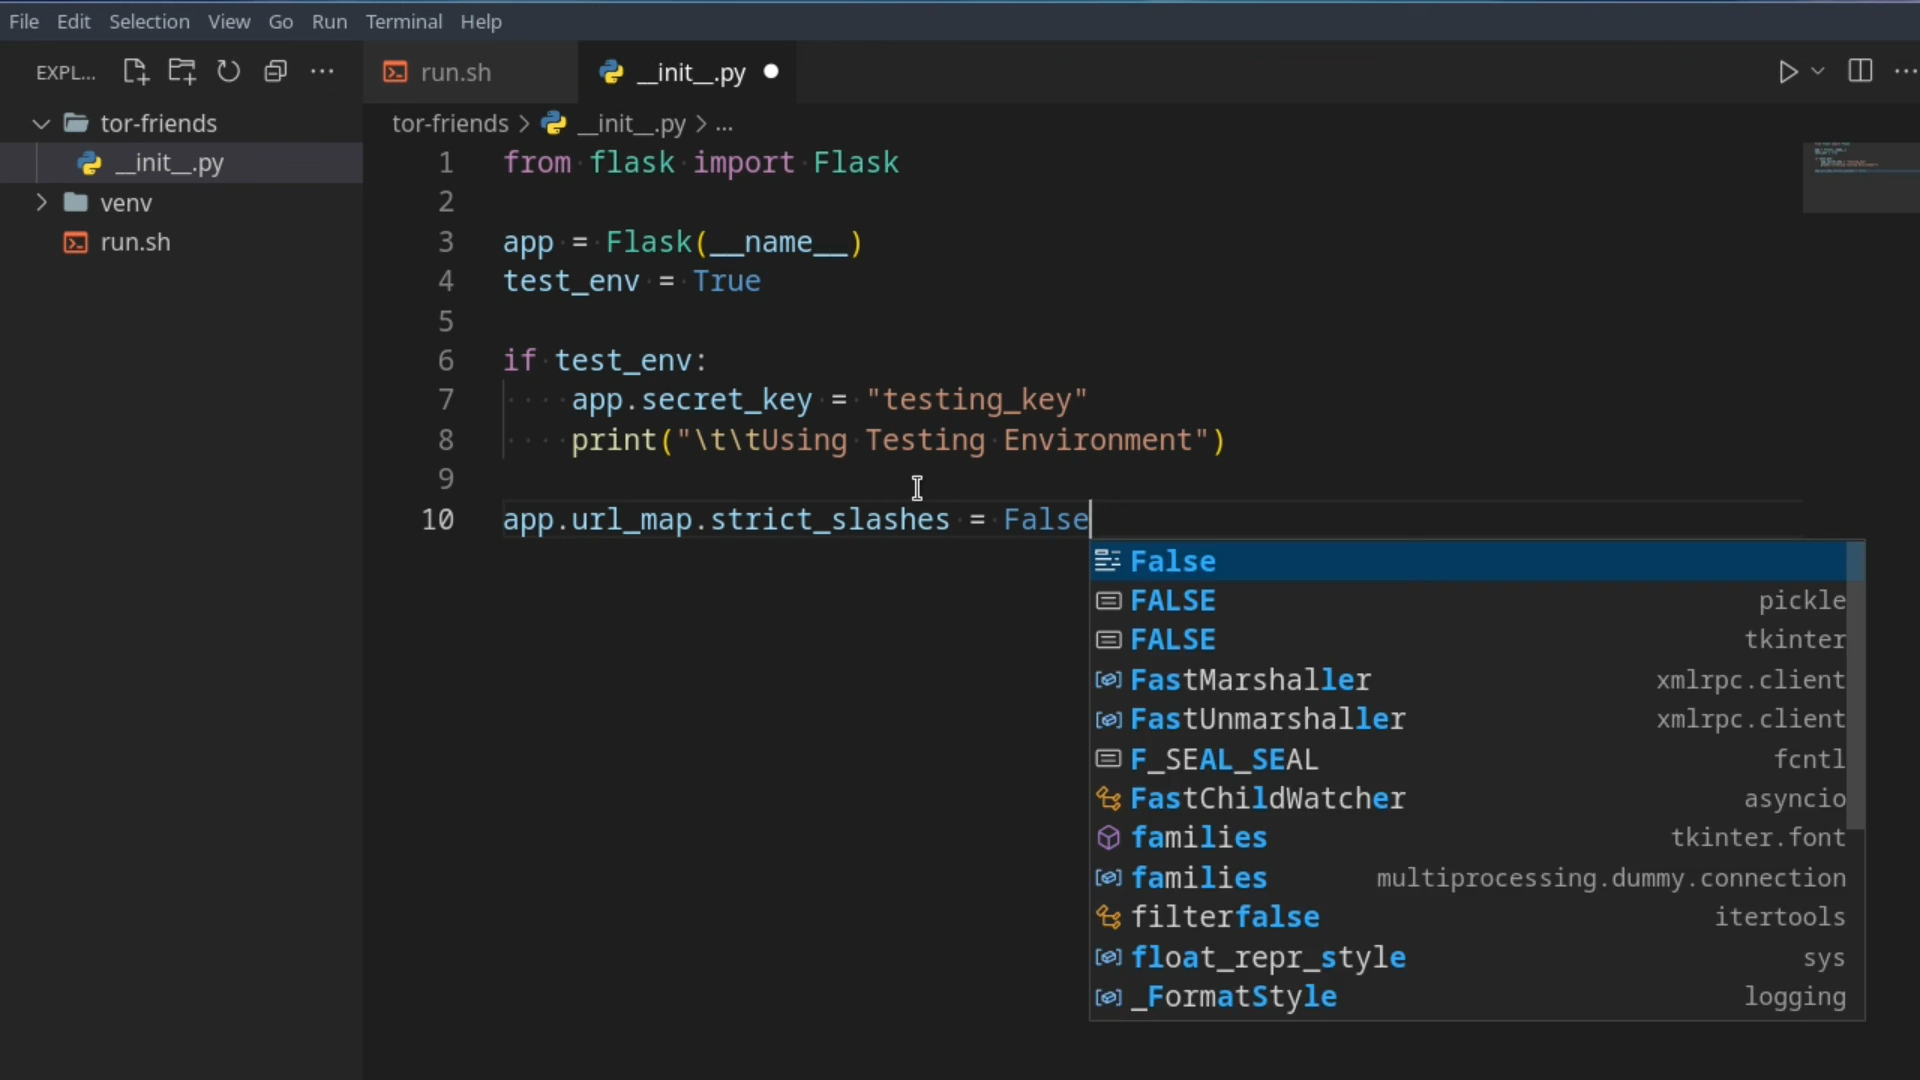 File Edit Selection View Go Run Terminal Help
EXPL...
run.sh
__init__.py
tor-friends
__init__.py
venv
run.sh
tor-friends > __init__.py > ...
1 from flask import Flask
2
3 app = Flask(__name__)
4 test_env = True
5
6 if test_env:
7 app.secret_key = "testing_key"
8 print("\t\tUsing Testing Environment")
9
10 app.url_map.strict_slashes = False
False
FALSE pickle
FALSE tkinter
FastMarshaller xmlrpc.client
FastUnmarshaller xmlrpc.client
F_SEAL_SEAL fcntl
FastChildWatcher asyncio
families tkinter.font
families multiprocessing.dummy.connection
filterfalse itertools
float_repr_style sys
_FormatStyle logging